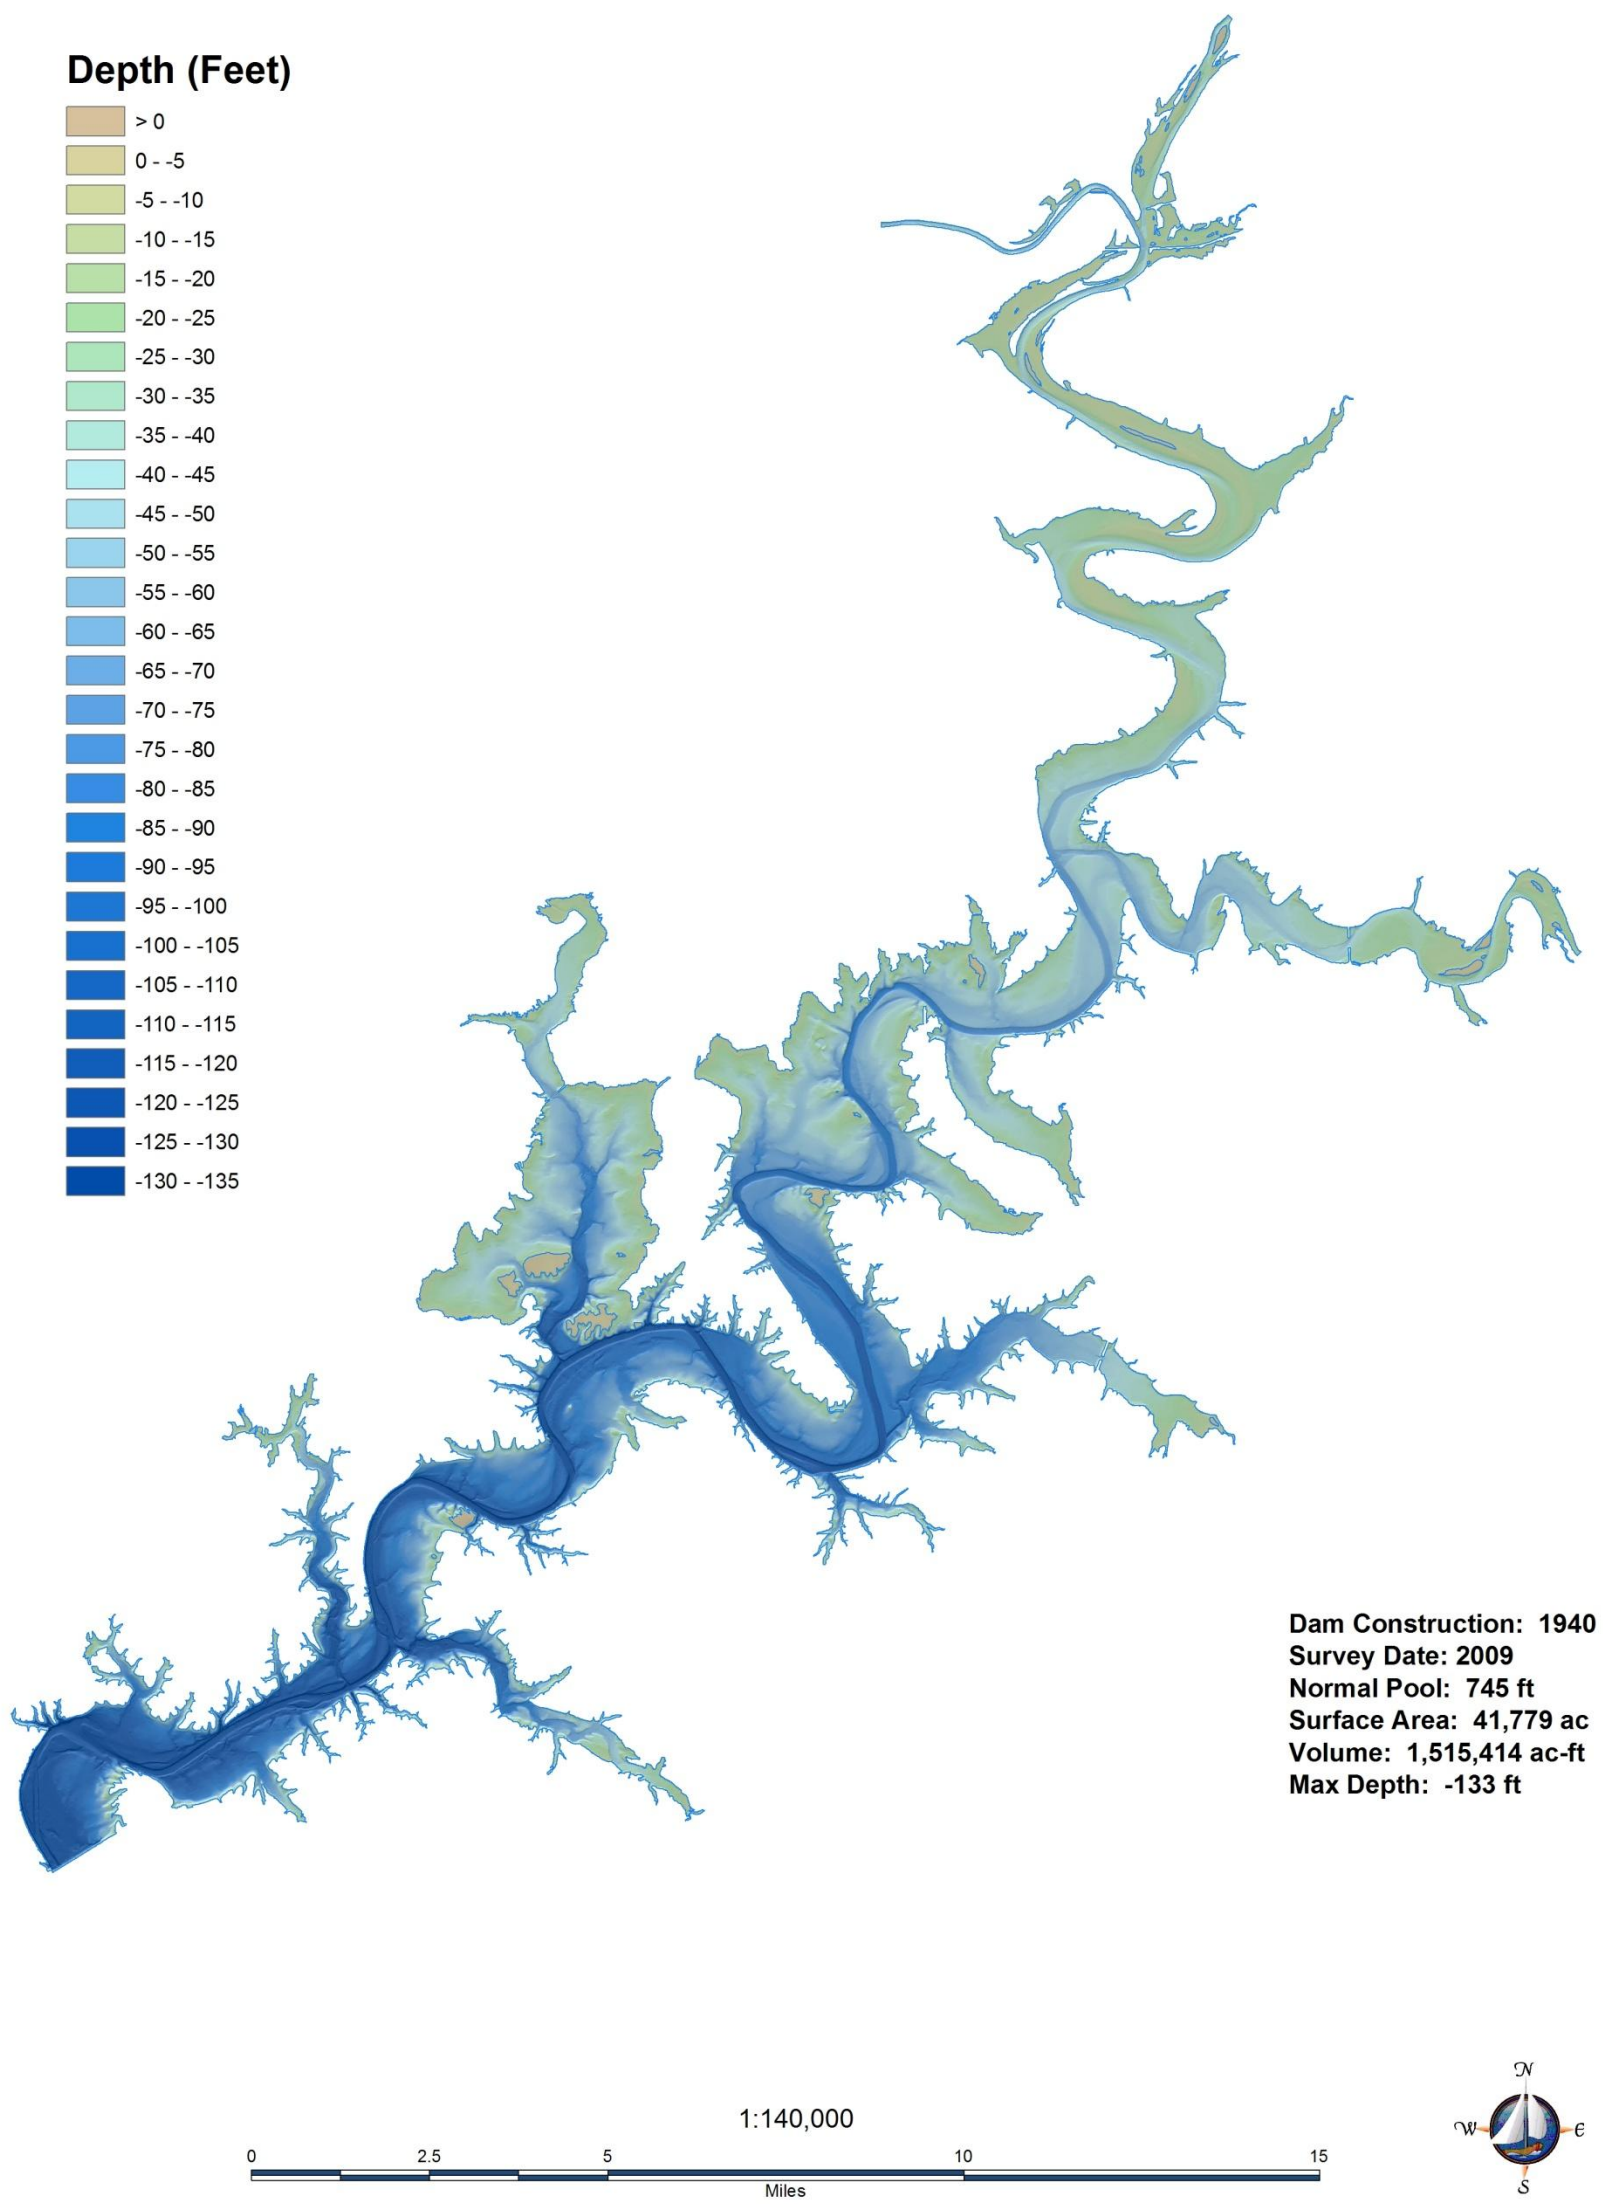 Depth (Feet)
> 0
0 - -5
-5 - -10
-10 - -15
-15 - -20
-20 - -25
-25 - -30
-30 - -35
-35 - -40
-40 - -45
-45 - -50
-50 - -55
-55 - -60
-60 - -65
-65 - -70
-70 - -75
-75 - -80
-80 - -85
-85 - -90
-90 - -95
-95 - -100
-100 - -105
-105 - -110
-110 - -115
-115 - -120
-120 - -125
-125 - -130
-130 - -135
Dam Construction: 1940
Survey Date: 2009
Normal Pool: 745 ft
Surface Area: 41,779 ac
Volume: 1,515,414 ac-ft
Max Depth: -133 ft
N
W E
S
1:140,000
0 2.5 5 10 15
Miles